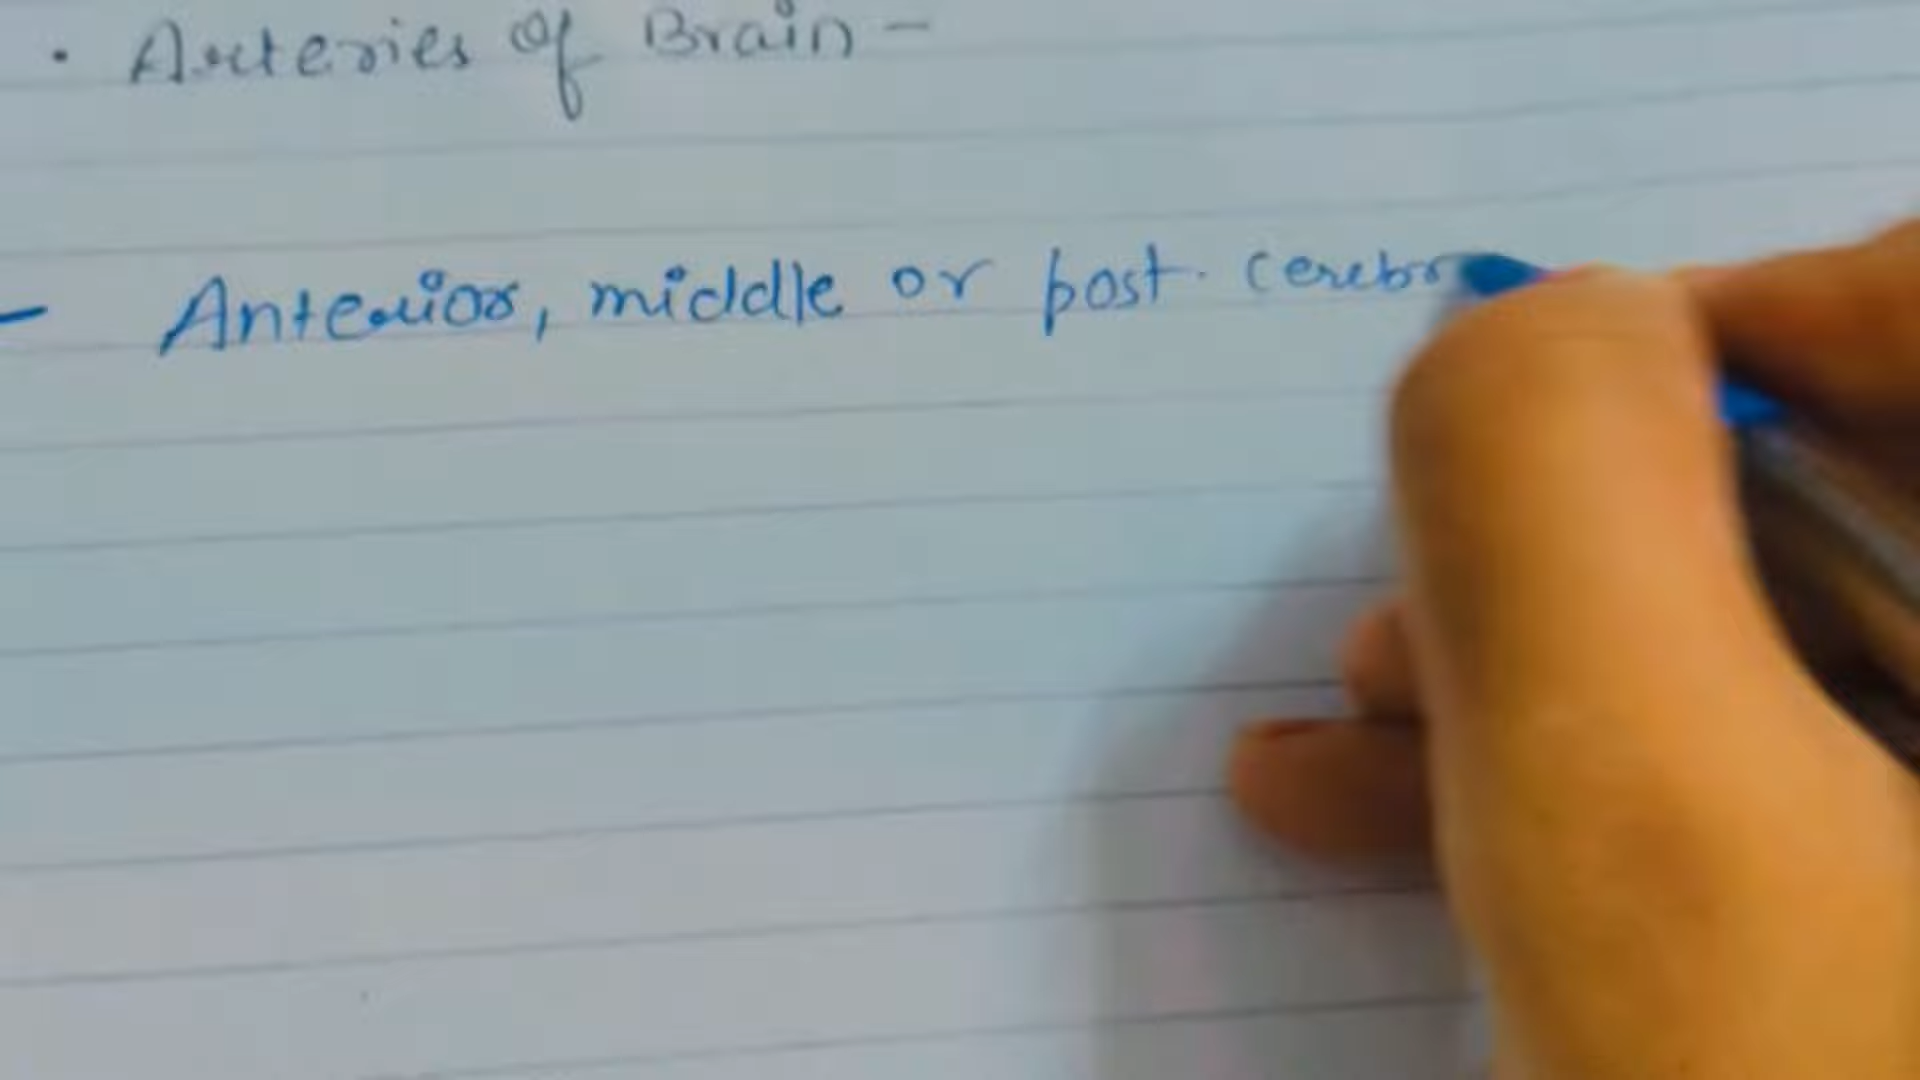 • Arteries of Brain -
- Anterior, middle or post. cerebr